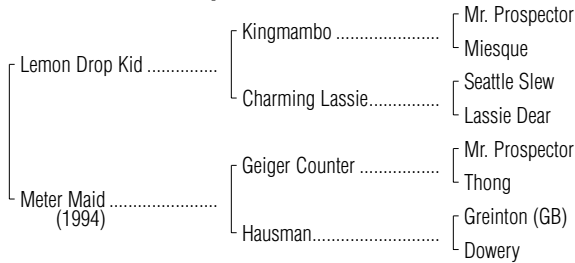 Mr. Prospector
Kingmambo ..................
Miesque
Lemon Drop Kid ...............
Seattle Slew
Charming Lassie...............
Lassie Dear
Mr. Prospector
Geiger Counter .................
Thong
Meter Maid ......................
(1994)
Greinton (GB)
Hausman...........................
Dowery